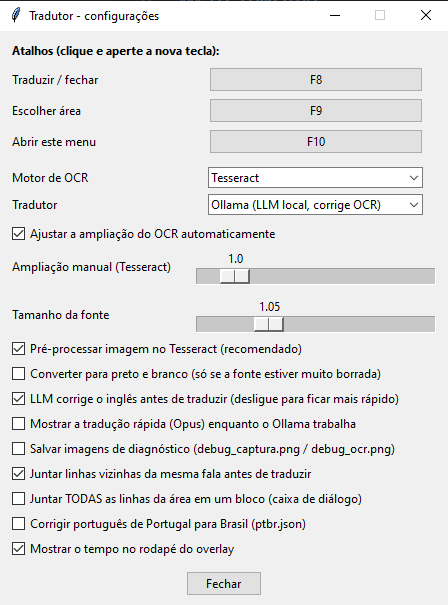 Tradutor - configurações
Atalhos (clique e aperte a nova tecla):
Traduzir / fechar F8
Escolher área F9
Abrir este menu F10
Motor de OCR Tesseract
Tradutor Ollama (LLM local, corrige OCR)
Ajustar a ampliação do OCR automaticamente
1.0
Ampliação manual (Tesseract)
1.05
Tamanho da fonte
Pré-processar imagem no Tesseract (recomendado)
Converter para preto e branco (só se a fonte estiver muito borrada)
LLM corrige o inglês antes de traduzir (desligue para ficar mais rápido)
Mostrar a tradução rápida (Opus) enquanto o Ollama trabalha
Salvar imagens de diagnóstico (debug_captura.png / debug_ocr.png)
Juntar linhas vizinhas da mesma fala antes de traduzir
Juntar TODAS as linhas da área em um bloco (caixa de diálogo)
Corrigir português de Portugal para Brasil (ptbr.json)
Mostrar o tempo no rodapé do overlay
Fechar